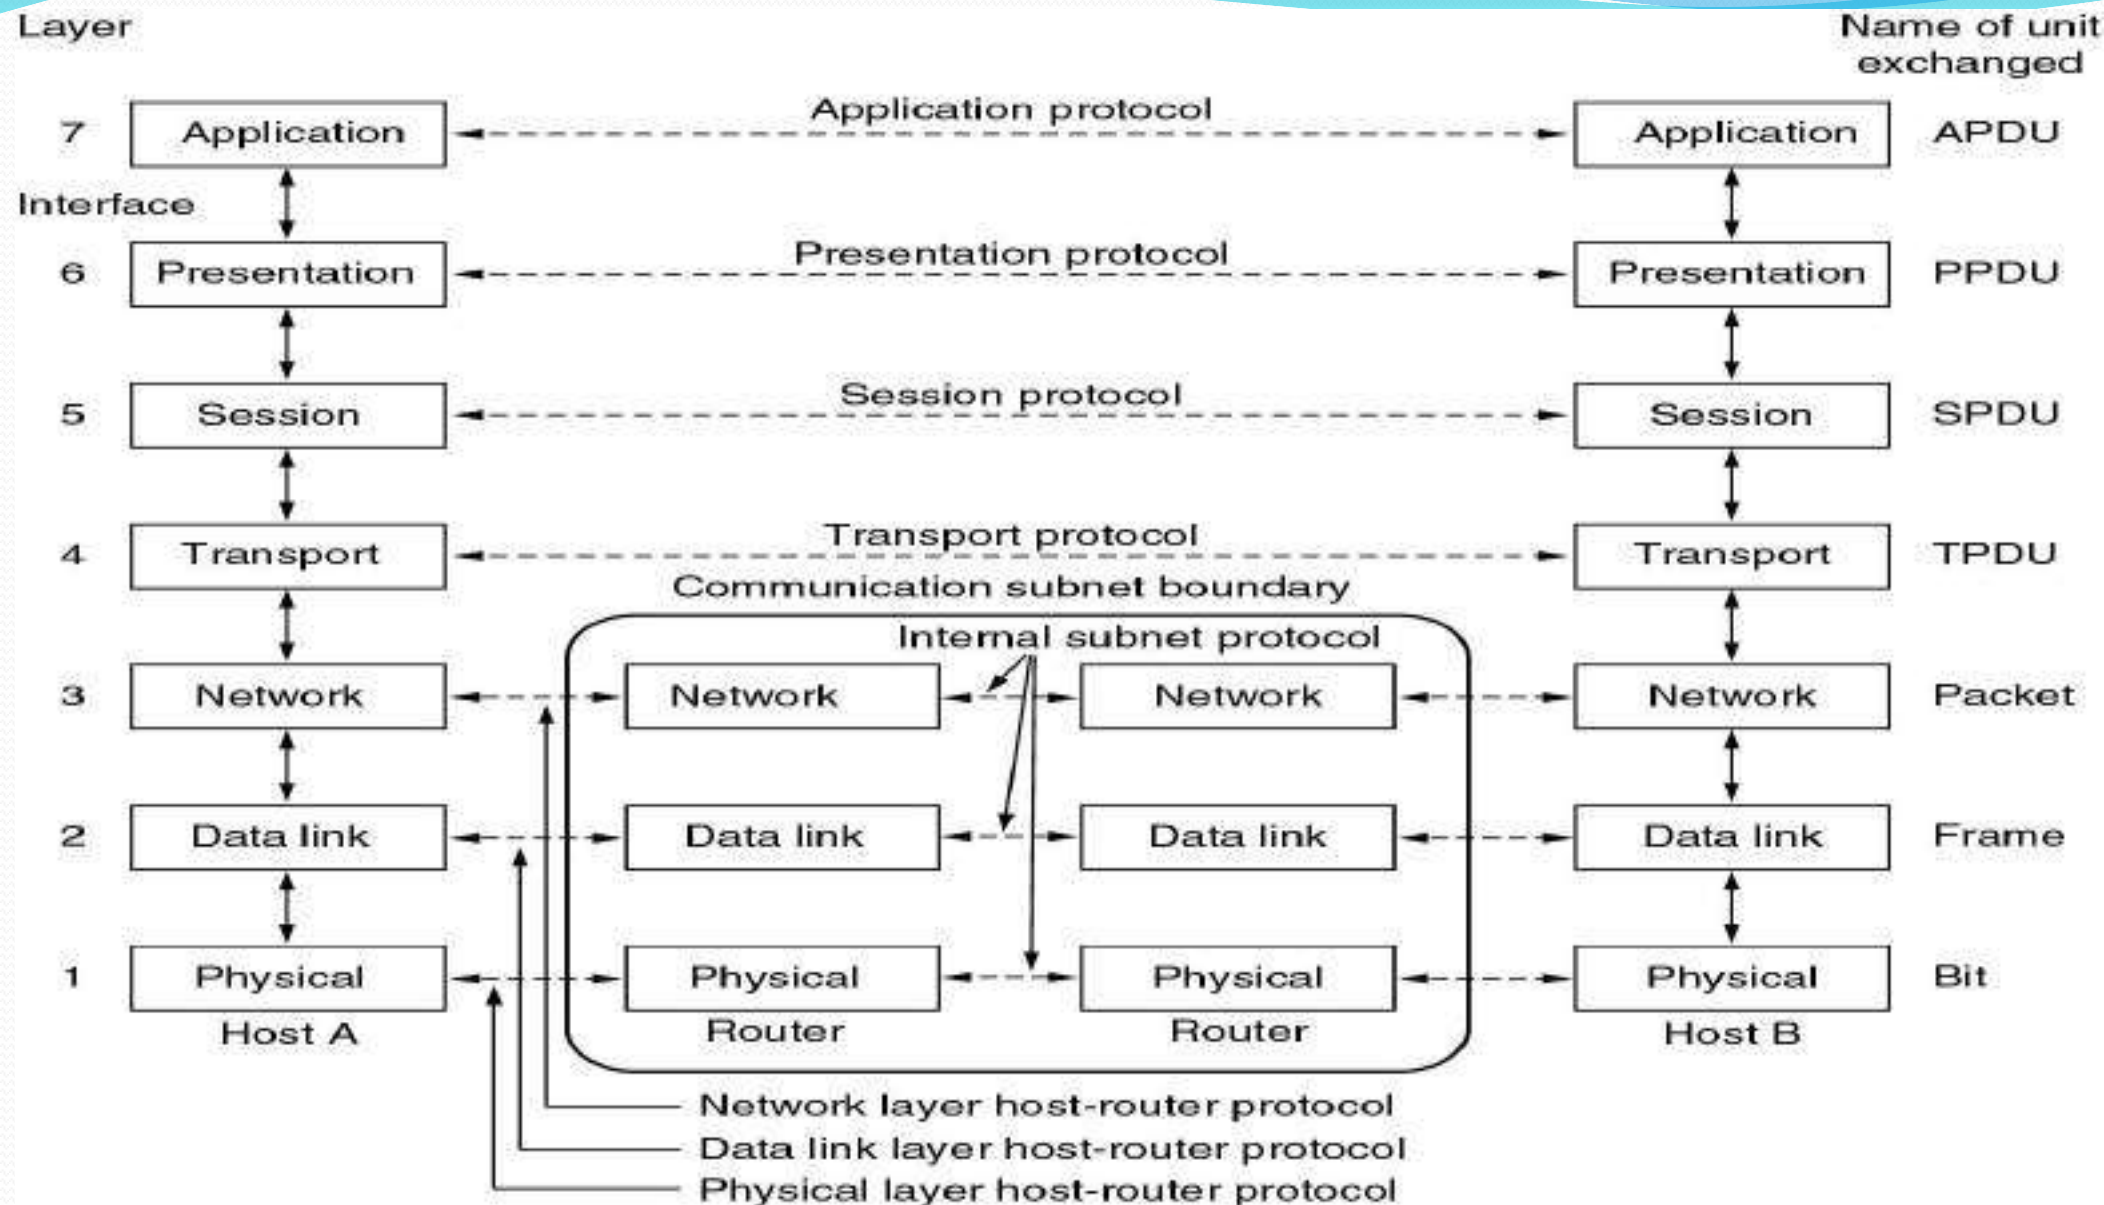 Layer
Name of unit
exchanged
Application protocol
7 Application Application APDU
Interface
Presentation protocol
6 Presentation Presentation PPDU
Session protocol
5 Session Session SPDU
Transport protocol
4 Transport Transport TPDU
Communication subnet boundary
Internal subnet protocol
3 Network Network Network Network Packet
2 Data link Data link Data link Data link Frame
1 Physical Physical Physical Physical Bit
Host A Router Router Host B
Network layer host-router protocol
Data link layer host-router protocol
Physical layer host-router protocol